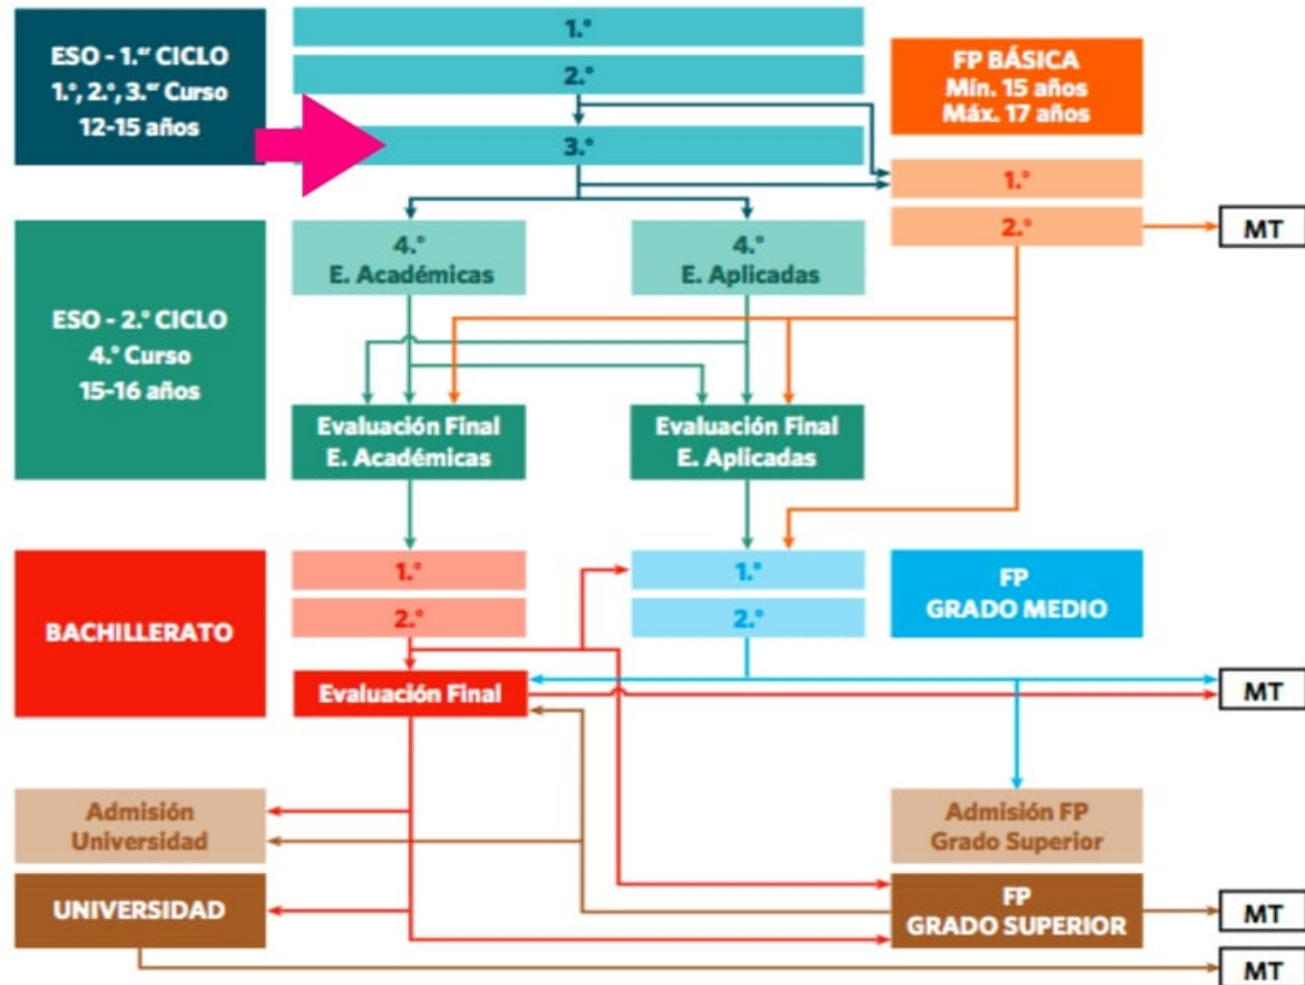 ESO - 1.er CICLO
1.º, 2.º, 3.er Curso
12-15 años
1.º
2.º
3.º
FP BÁSICA
Mín. 15 años
Máx. 17 años
1.º
2.º
MT
ESO - 2.º CICLO
4.º Curso
15-16 años
4.º
E. Académicas
4.º
E. Aplicadas
Evaluación Final
E. Académicas
Evaluación Final
E. Aplicadas
BACHILLERATO
1.º
2.º
Evaluación Final
1.º
2.º
FP
GRADO MEDIO
MT
Admisión
Universidad
Admisión FP
Grado Superior
UNIVERSIDAD
FP
GRADO SUPERIOR
MT
MT